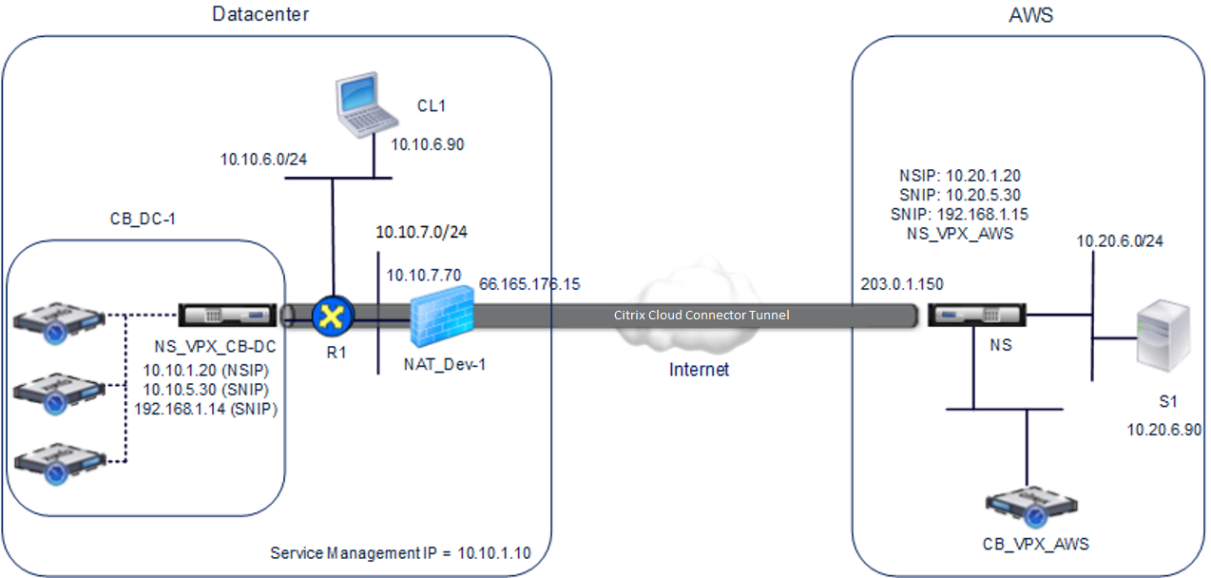 Datacenter
AWS
CL1
10.10.6.90
10.10.6.0/24
CB_DC-1
10.10.7.0/24
10.10.7.70
66.165.176.15
NS_VPX_CB-DC
10.10.1.20 (NSIP)
10.10.5.30 (SNIP)
192.168.1.14 (SNIP)
R1
NAT_Dev-1
Citrix Cloud Connector Tunnel
Internet
203.0.1.150
NSIP: 10.20.1.20
SNIP: 10.20.5.30
SNIP: 192.168.1.15
NS_VPX_AWS
10.20.6.0/24
NS
S1
10.20.6.90
CB_VPX_AWS
Service Management IP = 10.10.1.10